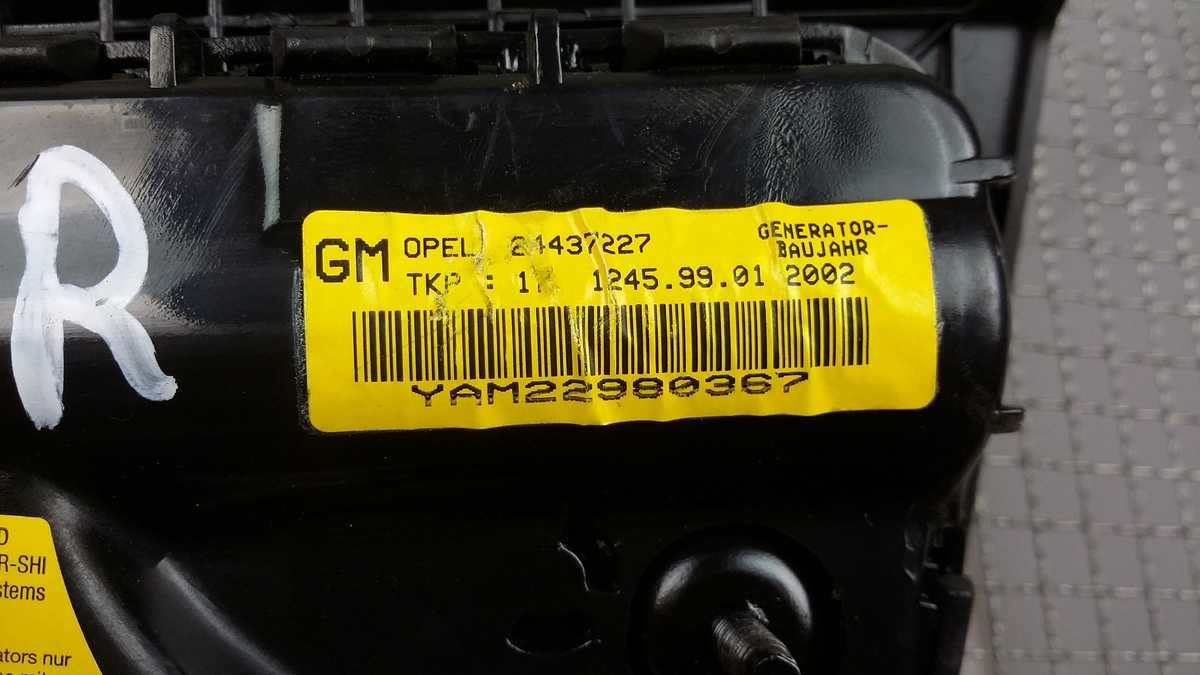 R
GM OPEL 24437227 GENERATOR-
BAUJAHR
TKP : 1245.99.01 2002
YAM22980367
D
R-SHI
stems
ators nur